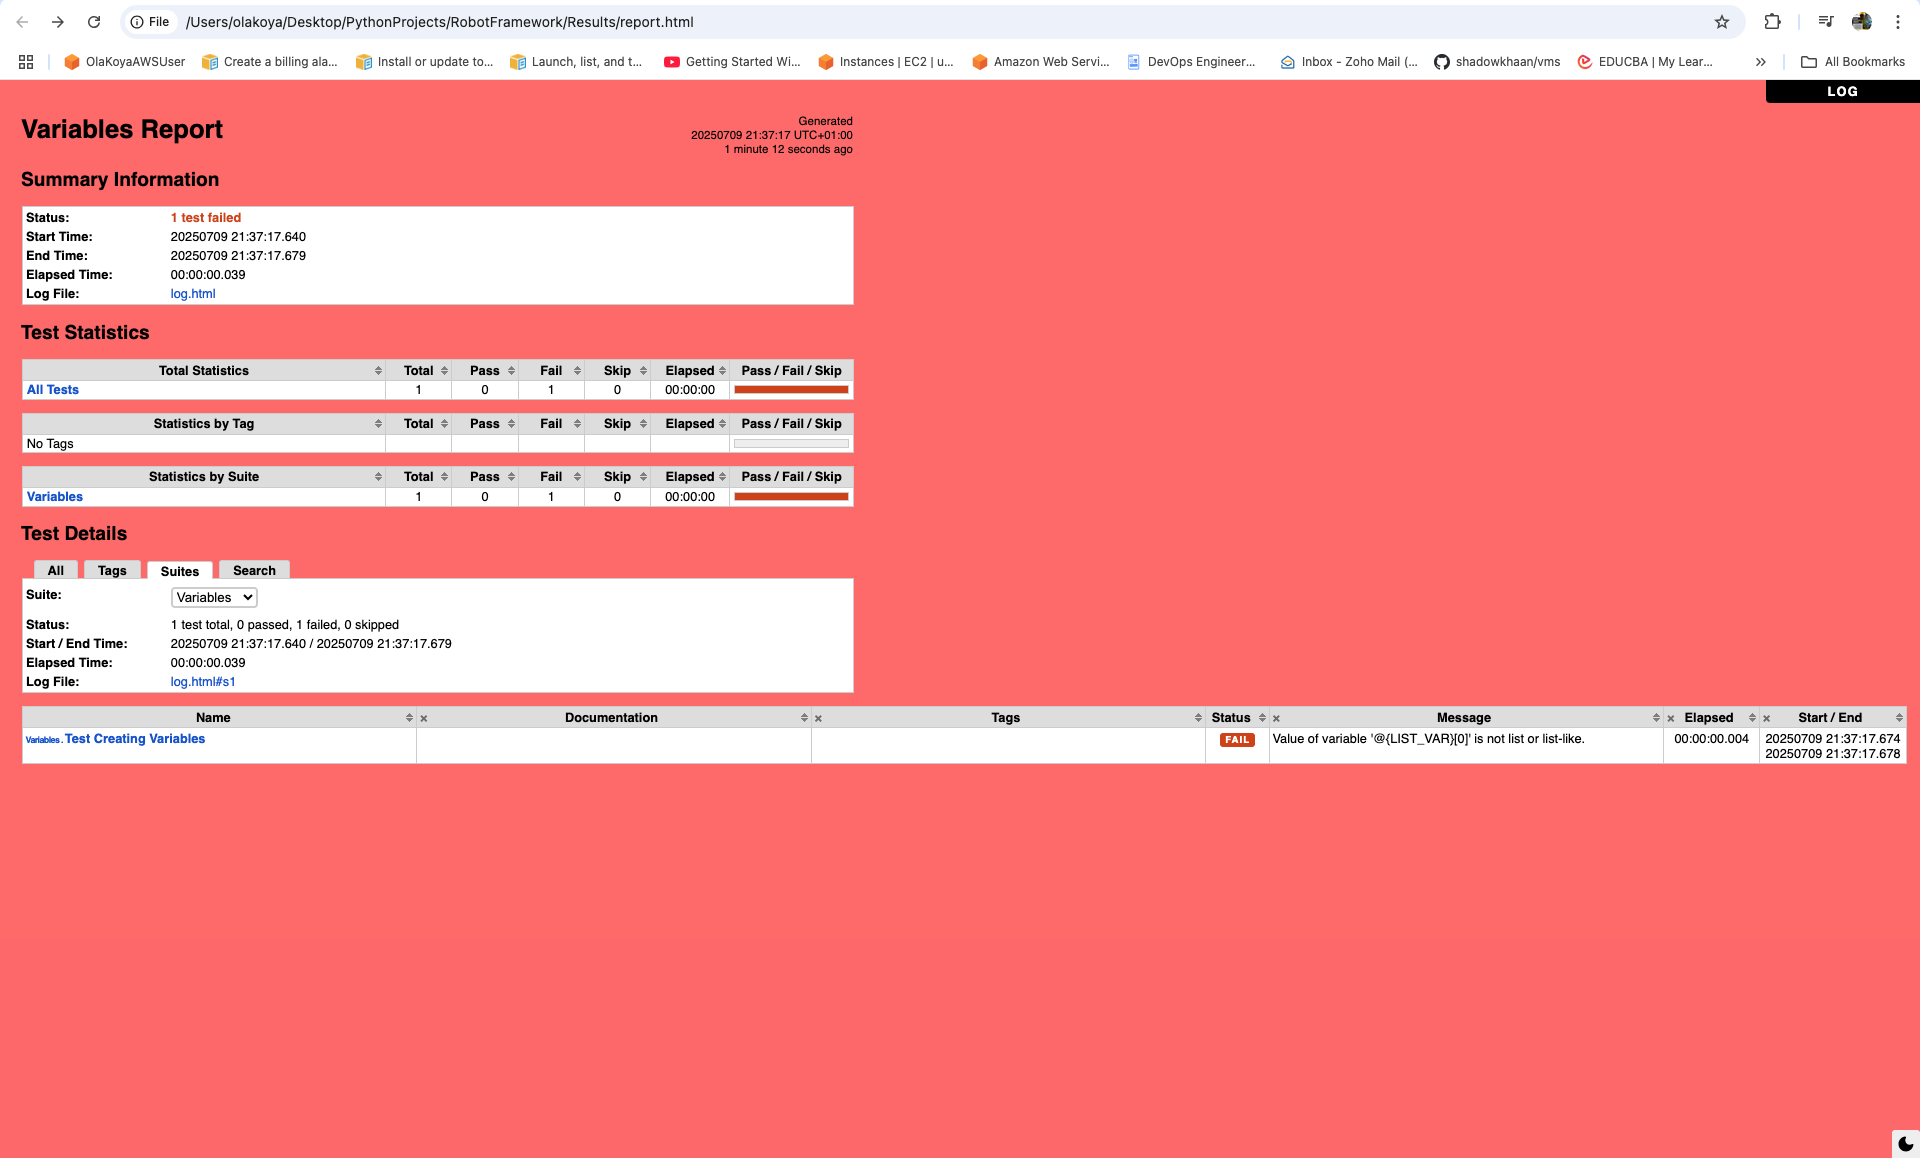 File /Users/olakoya/Desktop/PythonProjects/RobotFramework/Results/report.html
OlaKoyaAWSUser Create a billing ala... Install or update to... Launch, list, and t... Getting Started Wi... Instances | EC2 | u... Amazon Web Servi... DevOps Engineer... Inbox - Zoho Mail (... shadowkhaan/vms EDUCBA | My Lear... » All Bookmarks
LOG
Variables Report
Generated
20250709 21:37:17 UTC+01:00
1 minute 12 seconds ago
Summary Information
Status: 1 test failed
Start Time: 20250709 21:37:17.640
End Time: 20250709 21:37:17.679
Elapsed Time: 00:00:00.039
Log File: log.html
Test Statistics
Total Statistics Total Pass Fail Skip Elapsed Pass / Fail / Skip
All Tests 1 0 1 0 00:00:00
Statistics by Tag Total Pass Fail Skip Elapsed Pass / Fail / Skip
No Tags
Statistics by Suite Total Pass Fail Skip Elapsed Pass / Fail / Skip
Variables 1 0 1 0 00:00:00
Test Details
All Tags Suites Search
Suite: Variables
Status: 1 test total, 0 passed, 1 failed, 0 skipped
Start / End Time: 20250709 21:37:17.640 / 20250709 21:37:17.679
Elapsed Time: 00:00:00.039
Log File: log.html#s1
Name × Documentation × Tags Status × Message × Elapsed × Start / End
Variables . Test Creating Variables FAIL Value of variable '@{LIST_VAR}[0]' is not list or list-like. 00:00:00.004 20250709 21:37:17.674
20250709 21:37:17.678